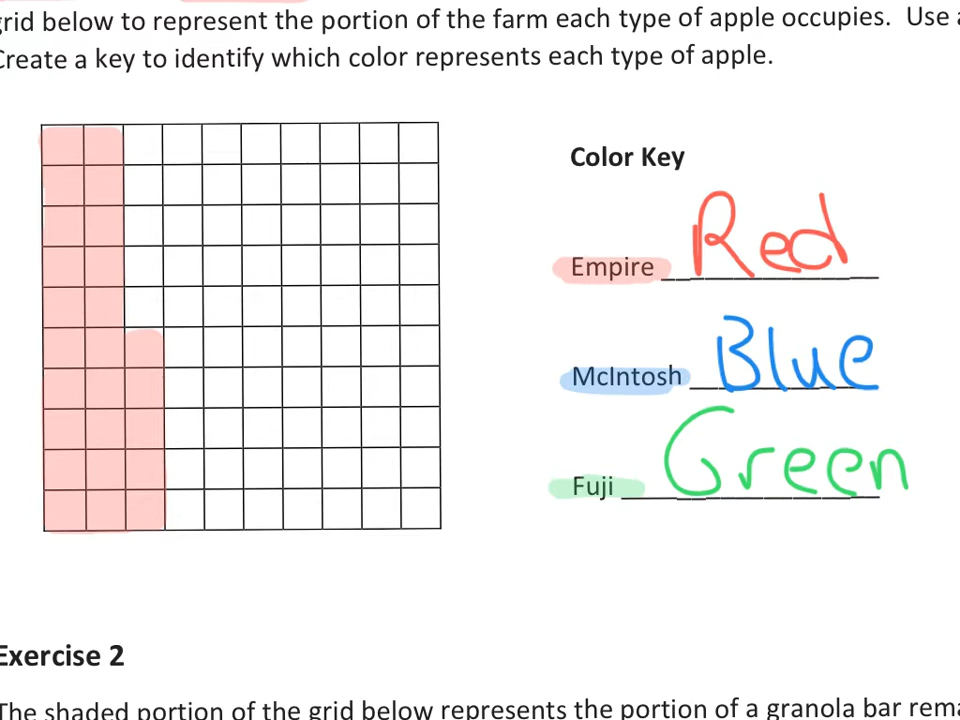 grid below to represent the portion of the farm each type of apple occupies. Use a
Create a key to identify which color represents each type of apple.
Color Key
Empire Red
McIntosh Blue
Fuji Green
Exercise 2
The shaded portion of the grid below represents the portion of a granola bar rema